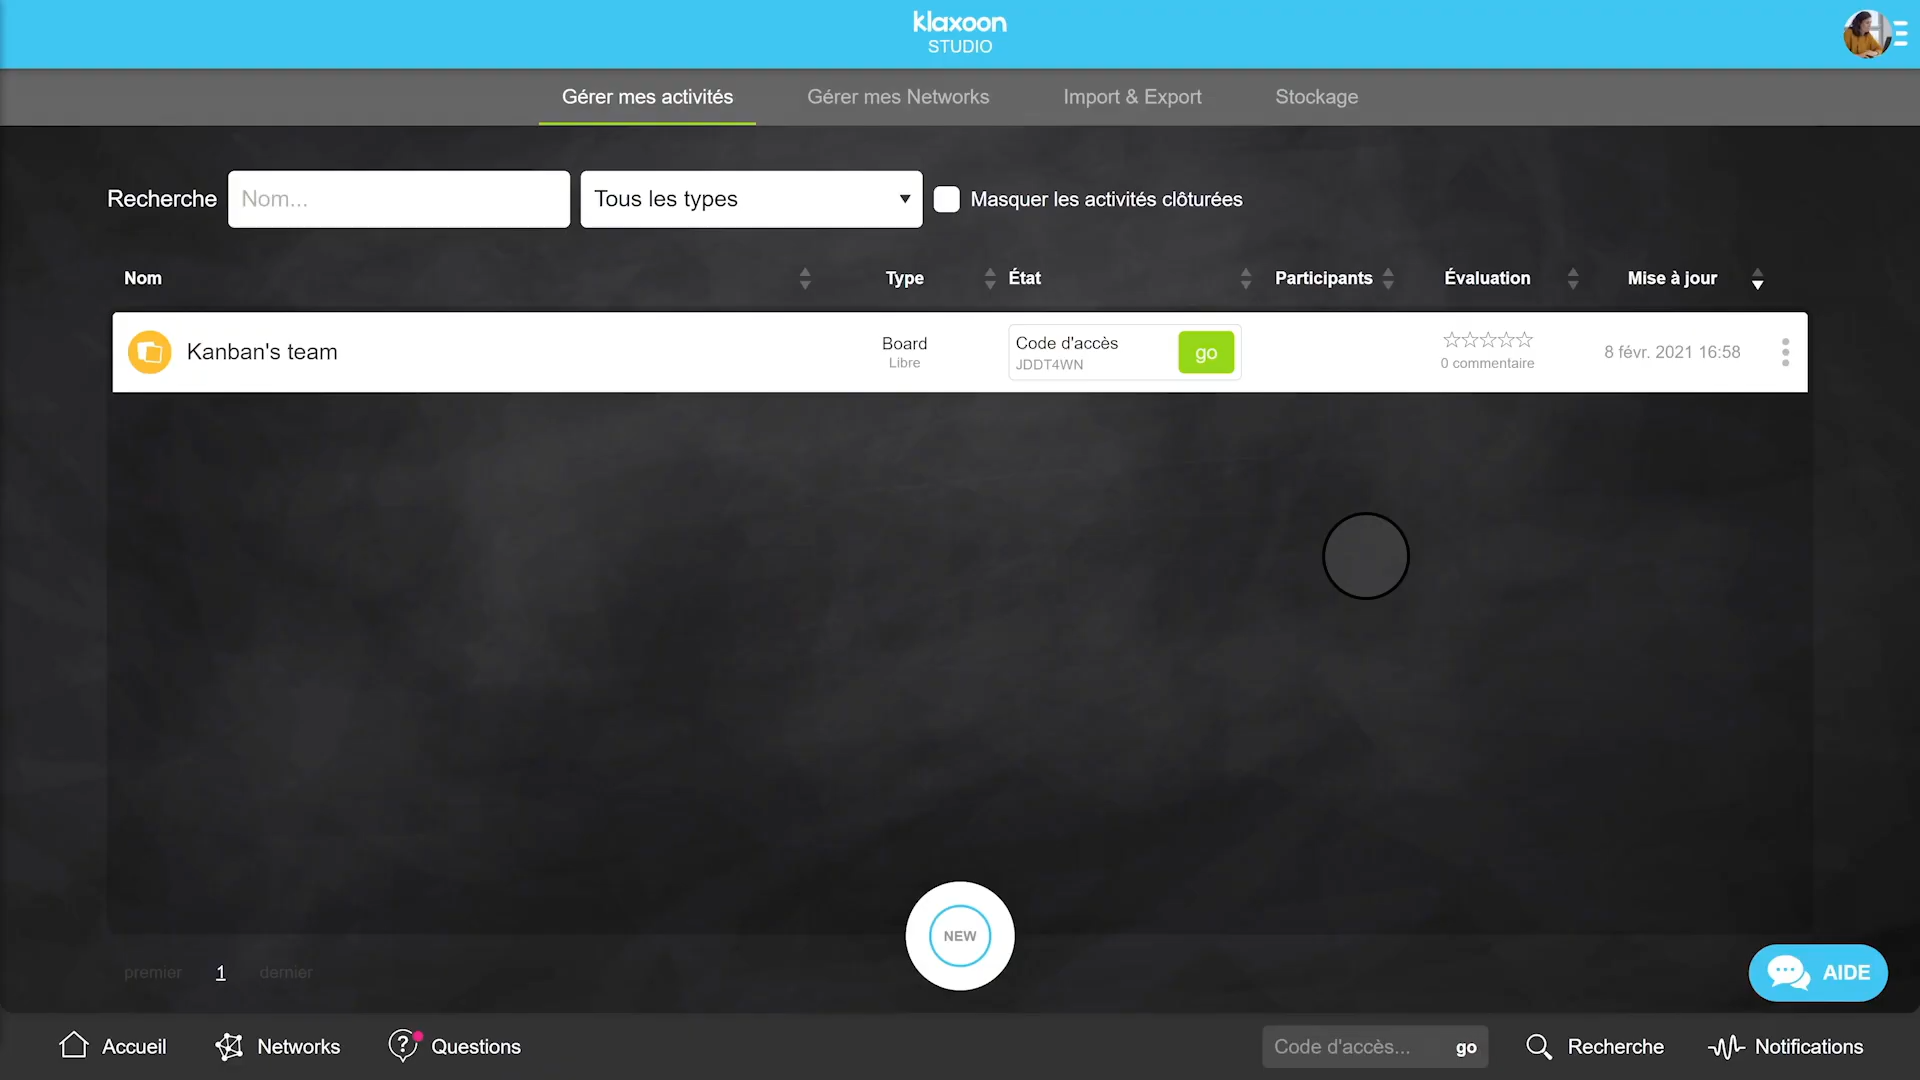 klaxoon
STUDIO
Gérer mes activités
Gérer mes Networks
Import & Export
Stockage
Recherche
Nom...
Tous les types
Masquer les activités clôturées
Nom
Type
État
Participants
Évaluation
Mise à jour
Kanban's team
Board
Libre
Code d'accès
JDDT4WN
go
0 commentaire
8 févr. 2021 16:58
NEW
premier
1
dernier
AIDE
Accueil
Networks
? Questions
Code d'accès...
go
Recherche
Notifications